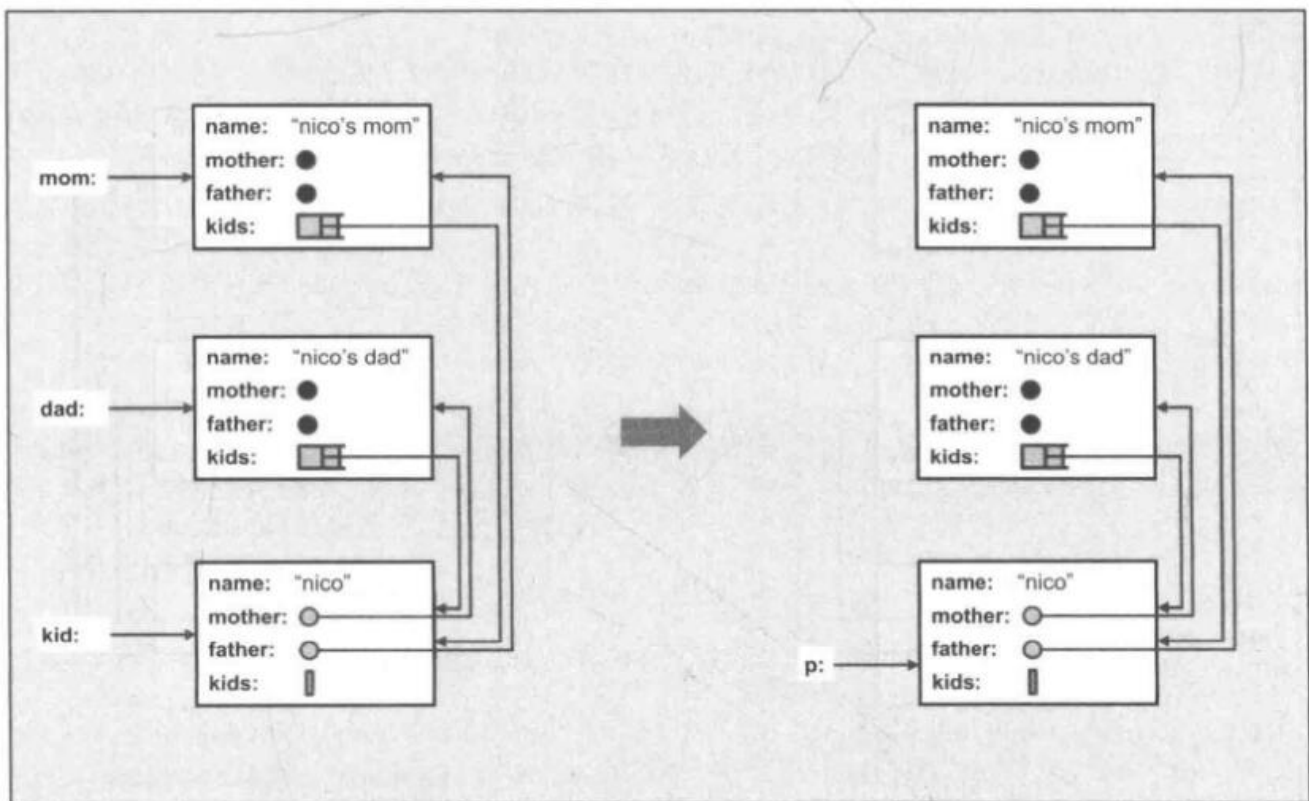 name: "nico's mom"
mother:
father:
kids:
mom:
name: "nico's dad"
mother:
father:
kids:
dad:
name: "nico"
mother:
father:
kids:
kid:
name: "nico's mom"
mother:
father:
kids:
name: "nico's dad"
mother:
father:
kids:
name: "nico"
mother:
father:
kids:
p: